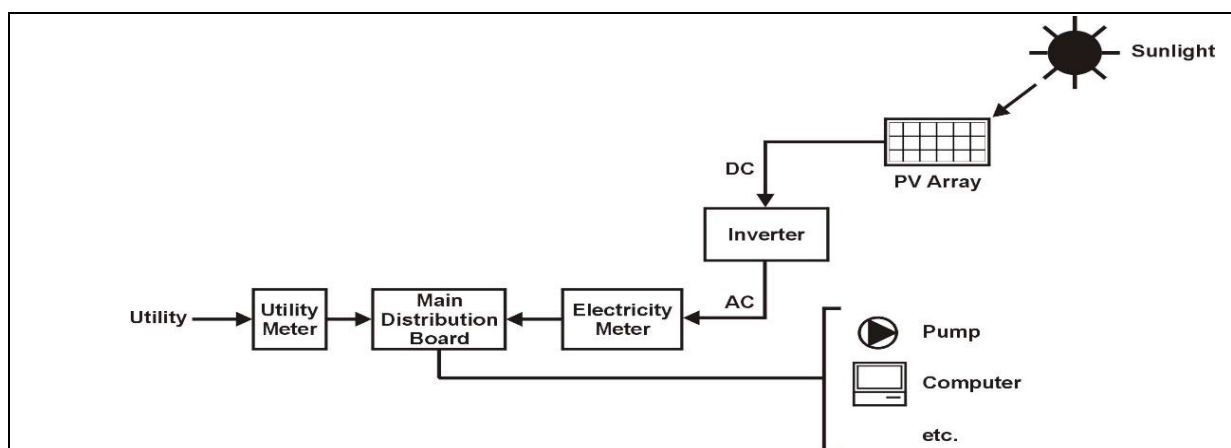 Sunlight
PV Array
DC
Inverter
AC
Utility
Utility
Meter
Main
Distribution
Board
Electricity
Meter
Pump
Computer
etc.